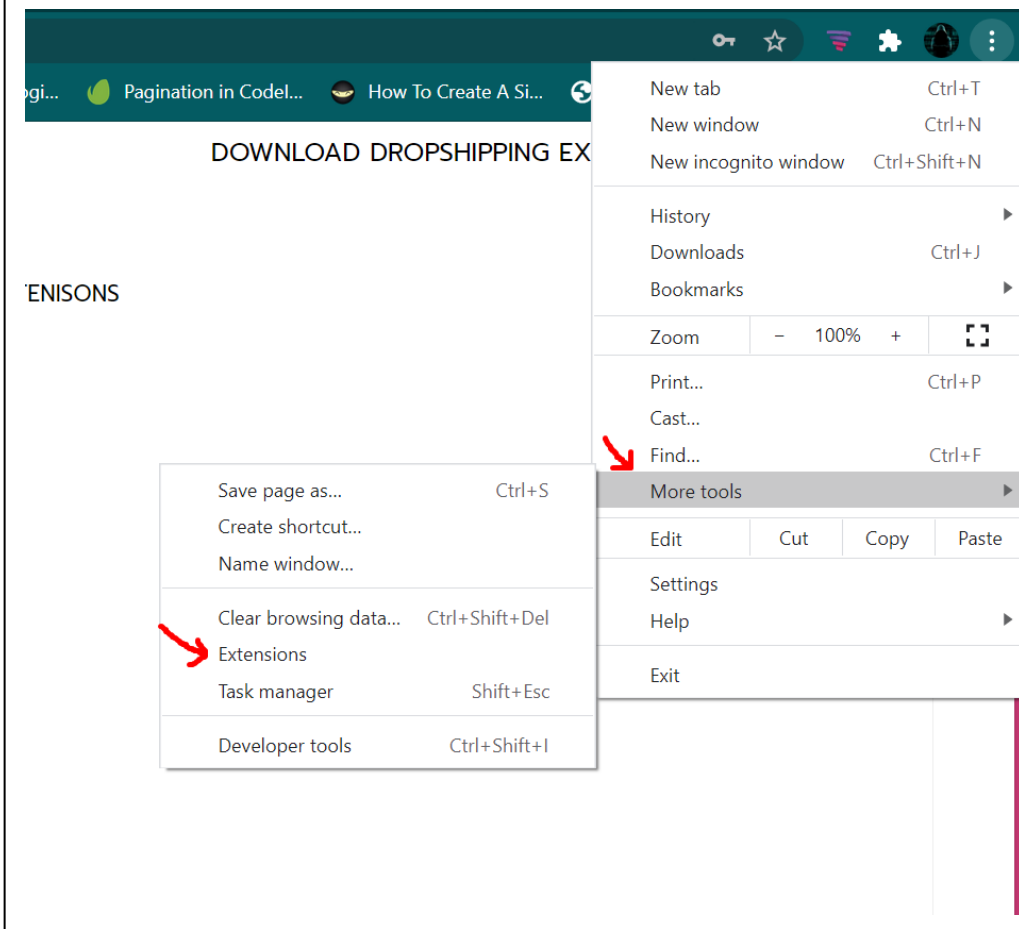 ogi... Pagination in CodeI... How To Create A Si...
DOWNLOAD DROPSHIPPING EX
ENISONS
New tab Ctrl+T
New window Ctrl+N
New incognito window Ctrl+Shift+N
History
Downloads Ctrl+J
Bookmarks
Zoom - 100% +
Print... Ctrl+P
Cast...
Find... Ctrl+F
More tools
Edit Cut Copy Paste
Settings
Help
Exit
Save page as... Ctrl+S
Create shortcut...
Name window...
Clear browsing data... Ctrl+Shift+Del
Extensions
Task manager Shift+Esc
Developer tools Ctrl+Shift+I